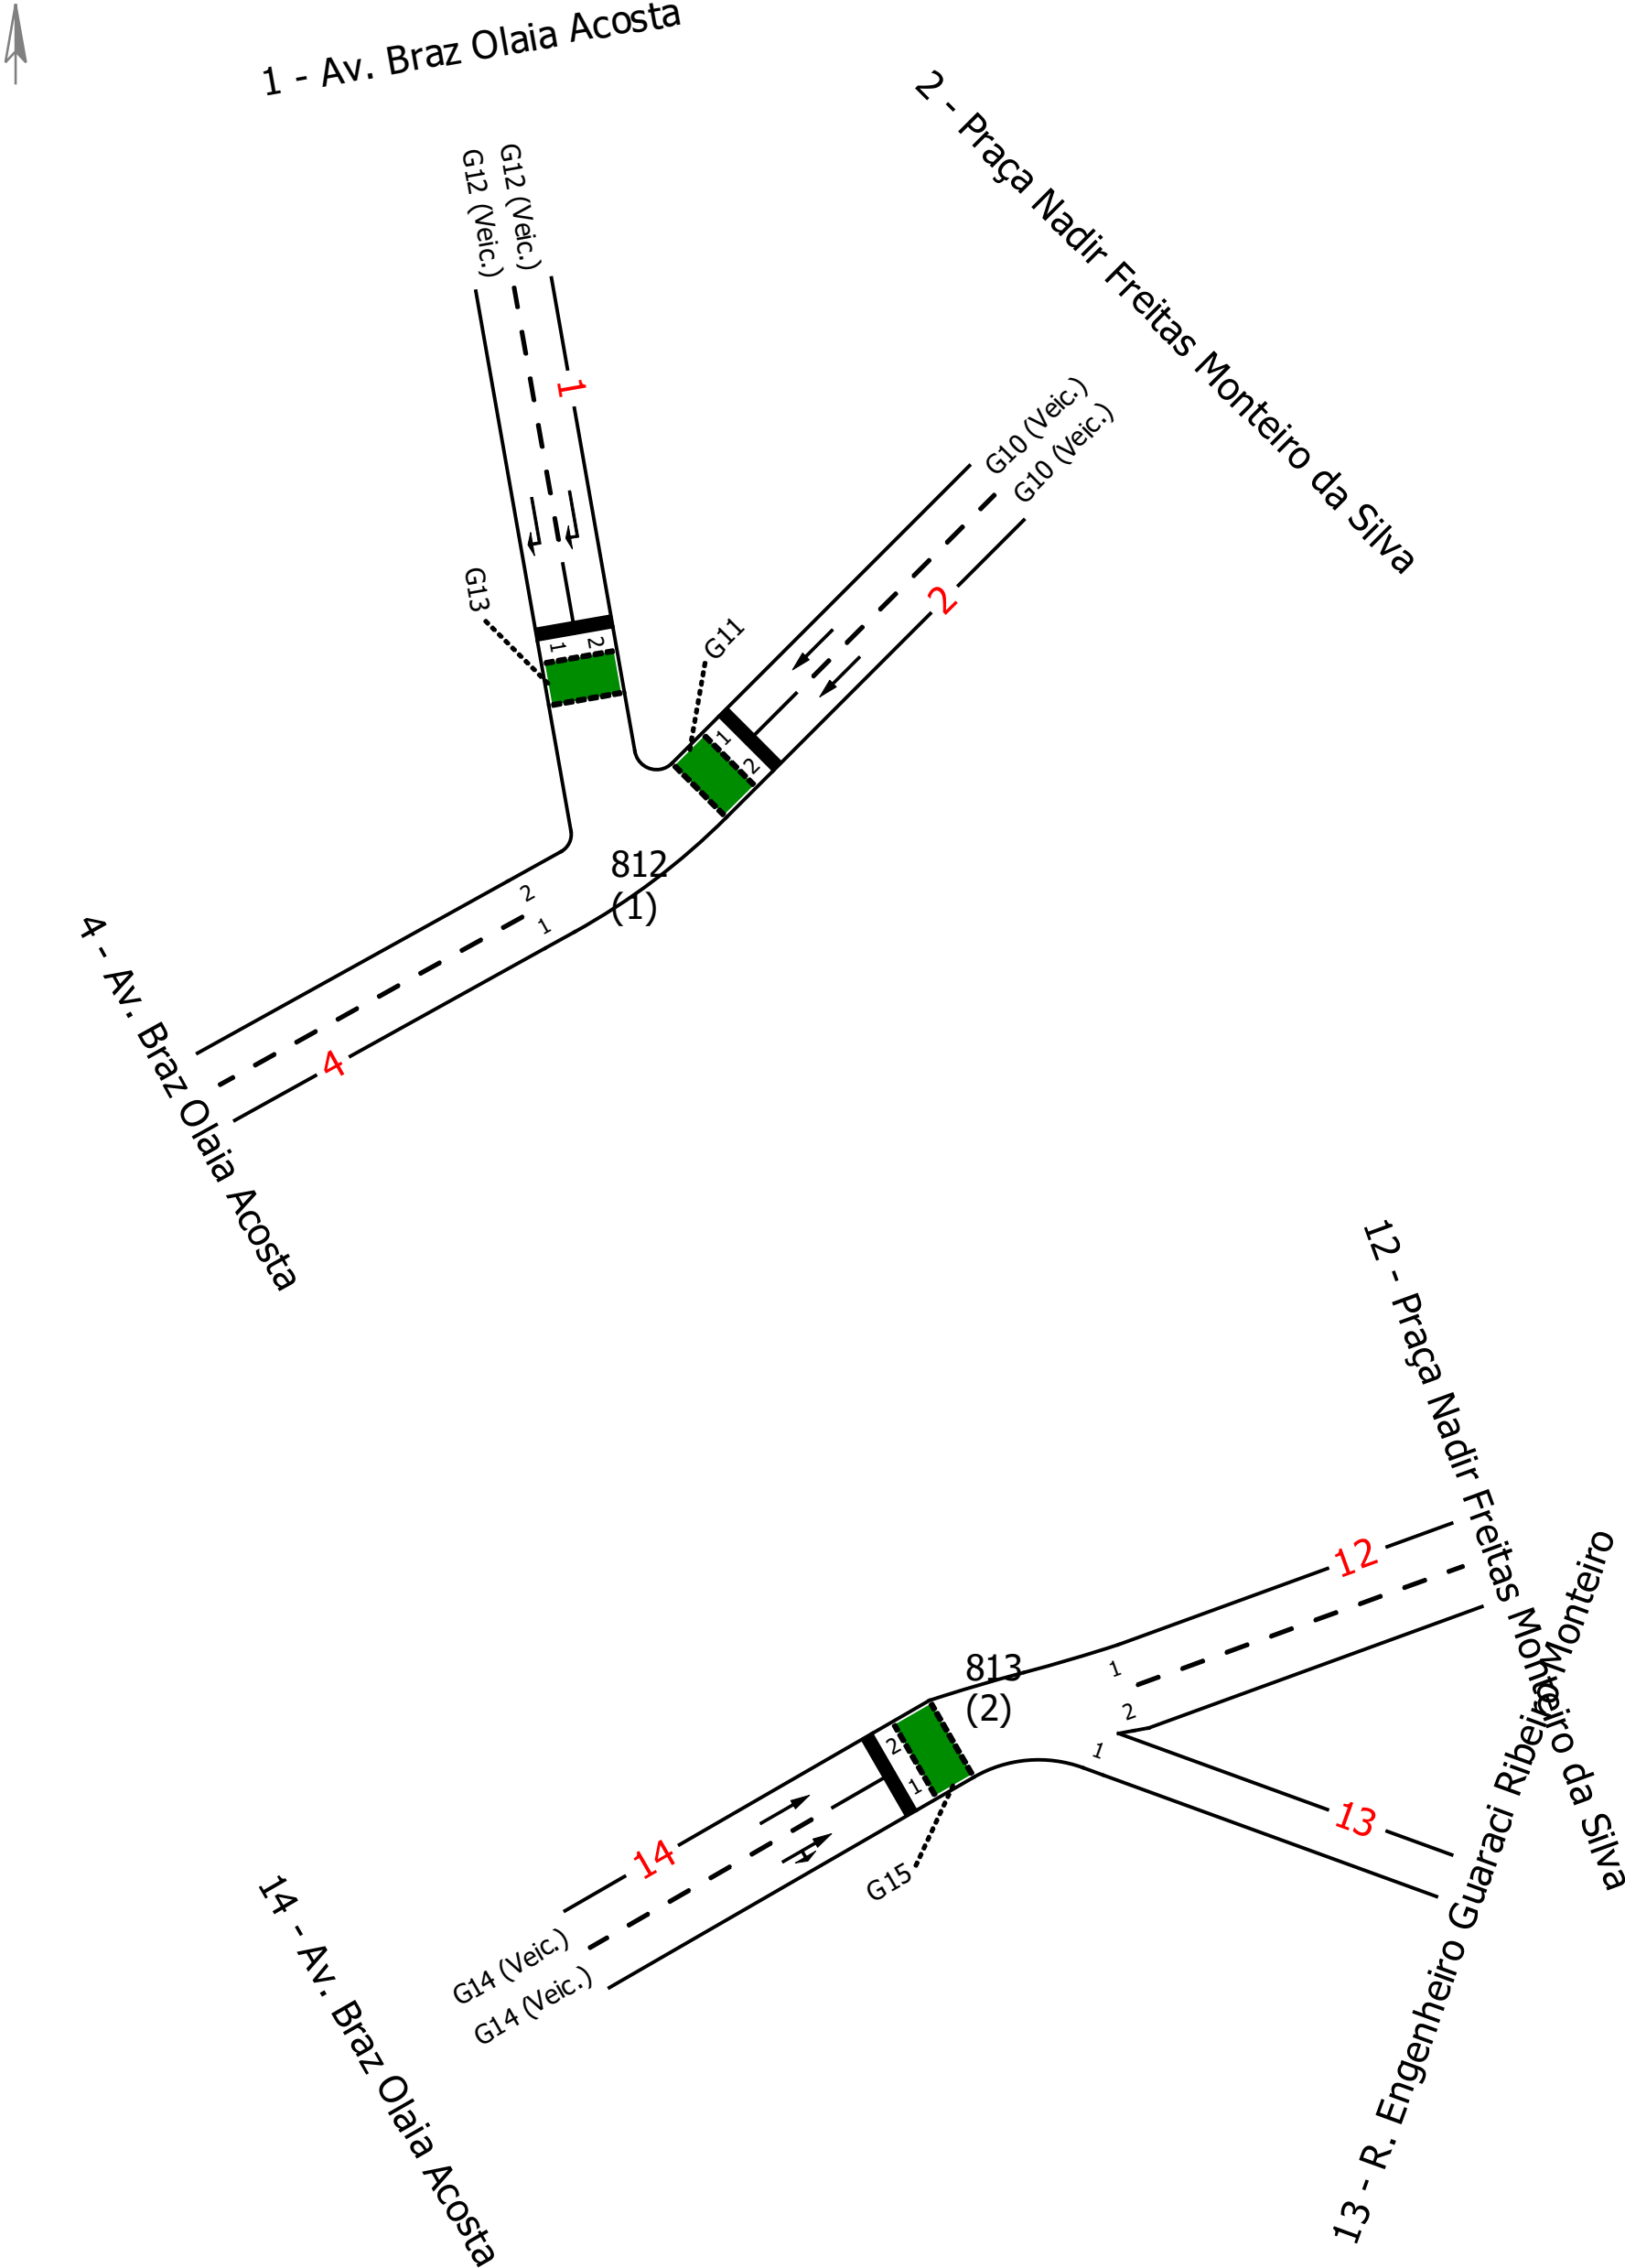 1 - Av. Braz Olaia Acosta
2 - Praça Nadir Freitas Monteiro da Silva
G12 (Veic.)
G12 (Veic.)
1
G10 (Veic.)
G10 (Veic.)
2
G13
G11
1
2
1
2
812
(1)
2
1
4
4 - Av. Braz Olaia Acosta
12 - Praça Nadir Freitas Monteiro da Silva
12
813
(2)
1
2
1
2
1
13
14
G15
G14 (Veic.)
G14 (Veic.)
14 - Av. Braz Olaia Acosta
13 - R. Engenheiro Guaraci Ribeiro Monteiro